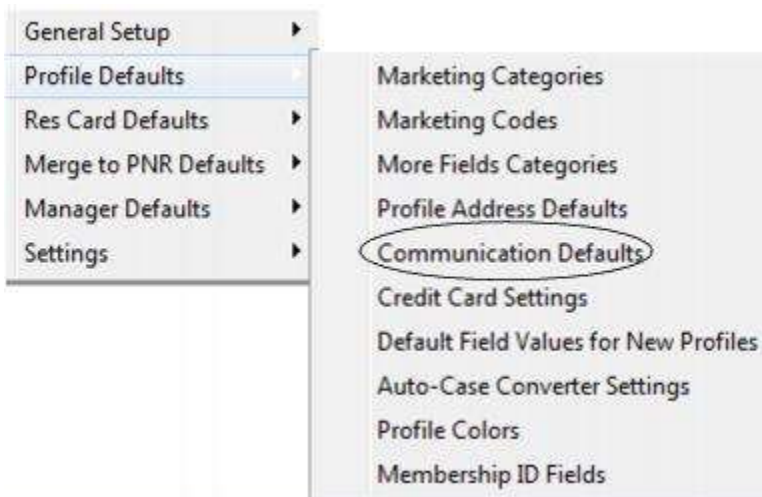 General Setup
Profile Defaults
Res Card Defaults
Merge to PNR Defaults
Manager Defaults
Settings
Marketing Categories
Marketing Codes
More Fields Categories
Profile Address Defaults
Communication Defaults
Credit Card Settings
Default Field Values for New Profiles
Auto-Case Converter Settings
Profile Colors
Membership ID Fields